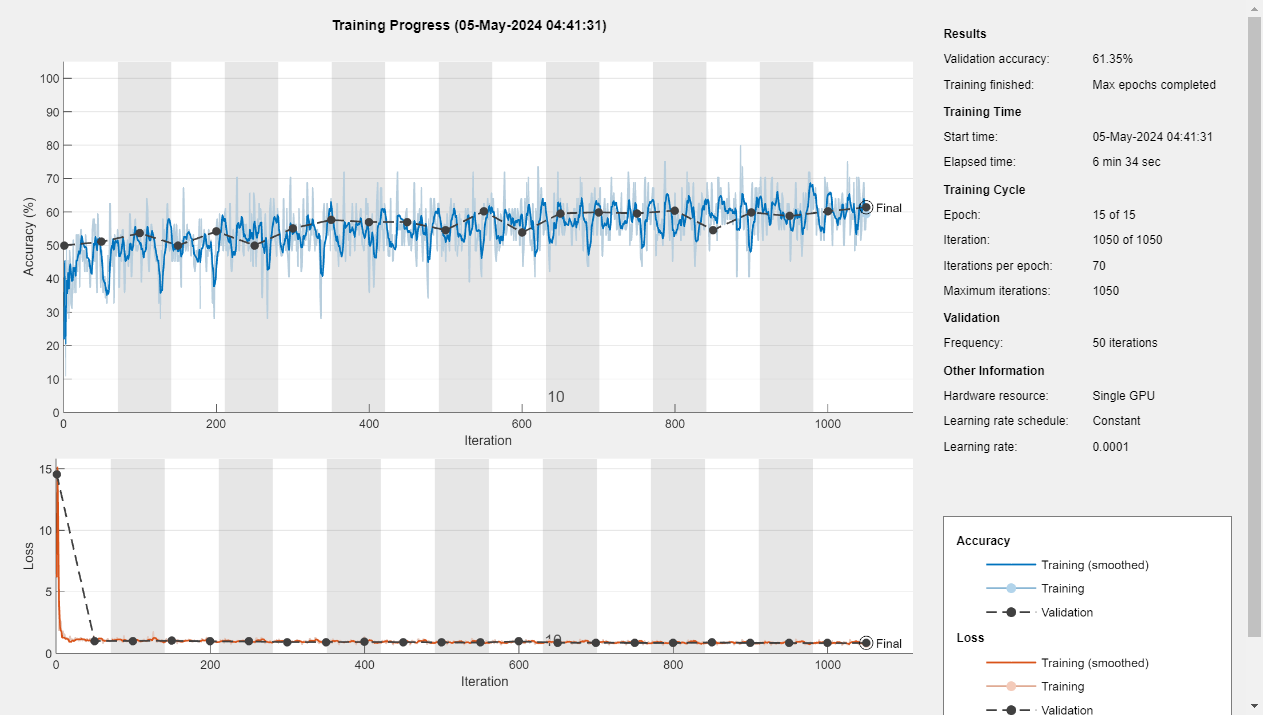 Training Progress (05-May-2024 04:41:31)
100
90
80
70
60
50
40
30
20
10
0
Accuracy (%)
Final
10
0 200 400 600 800 1000
Iteration
15
10
5
0
Loss
10
Final
0 200 400 600 800 1000
Iteration
Results
Validation accuracy: 61.35%
Training finished: Max epochs completed
Training Time
Start time: 05-May-2024 04:41:31
Elapsed time: 6 min 34 sec
Training Cycle
Epoch: 15 of 15
Iteration: 1050 of 1050
Iterations per epoch: 70
Maximum iterations: 1050
Validation
Frequency: 50 iterations
Other Information
Hardware resource: Single GPU
Learning rate schedule: Constant
Learning rate: 0.0001
Accuracy
Training (smoothed)
Training
Validation
Loss
Training (smoothed)
Training
Validation